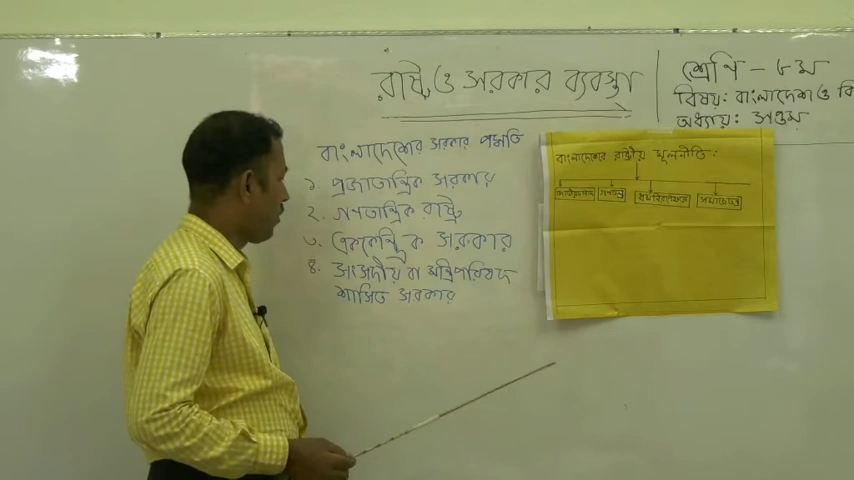 রাষ্ট্র ও সরকার ব্যবস্থা
শ্রেণি - ৮ম
বিষয়: বাংলাদেশ ও বি
অধ্যায়: সপ্তম
বাংলাদেশের সরকার পদ্ধতি
১. প্রজাতান্ত্রিক সরকার
২. গণতান্ত্রিক রাষ্ট্র
৩. এককেন্দ্রিক সরকার
৪. সংসদীয় বা মন্ত্রিপরিষদ
শাসিত সরকার
বাংলাদেশের রাষ্ট্রীয় মূলনীতি:
জাতীয়তাবাদ গণতন্ত্র ধর্মনিরপেক্ষতা সমাজতন্ত্র